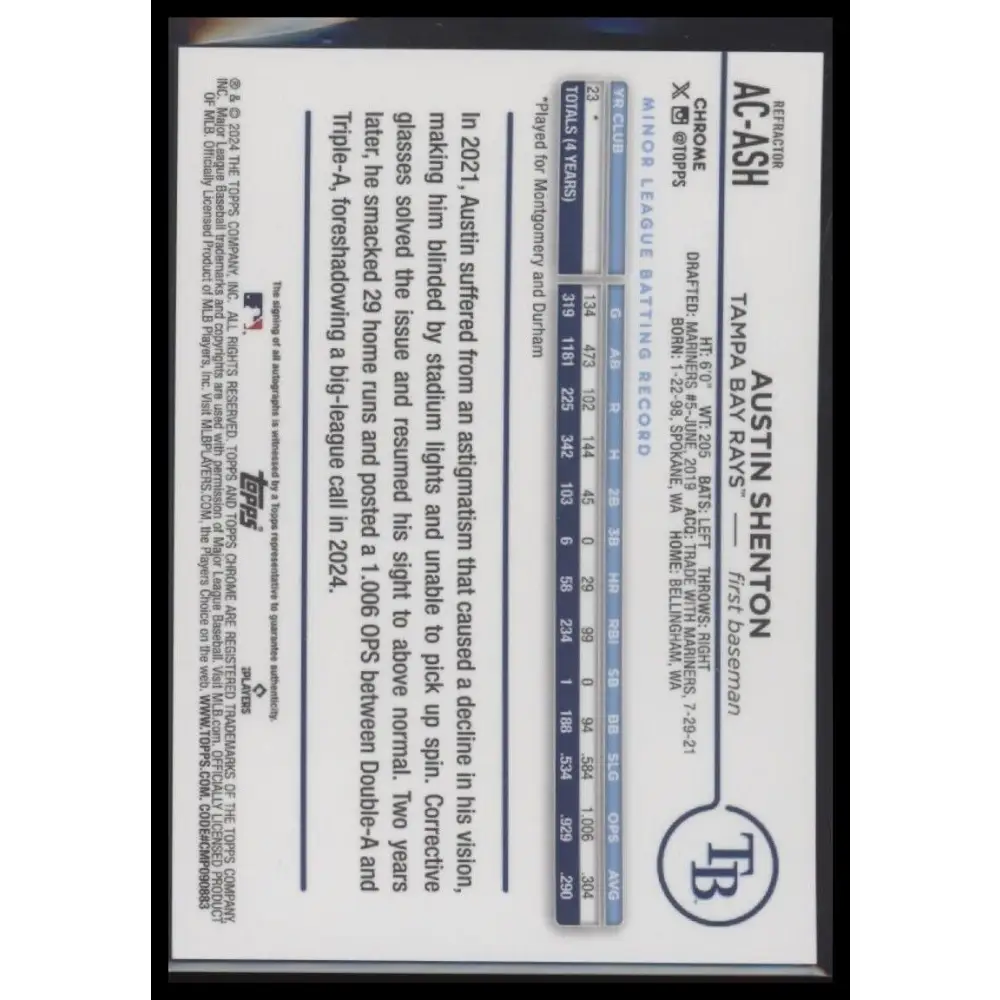 REFRACTOR
AC-ASH
CHROME
@TOPPS
AUSTIN SHENTON
TAMPA BAY RAYS™ — first baseman
HT: 6'0" WT: 205 BATS: LEFT THROWS: RIGHT
DRAFTED: MARINERS #5-JUNE, 2019 ACQ: TRADE WITH MARINERS, 7-29-21
BORN: 1-22-98, SPOKANE, WA HOME: BELLINGHAM, WA
TB
MINOR LEAGUE BATTING RECORD
YR CLUB G AB R H 2B 3B HR RBI SB BB SLG OPS AVG
23 * 134 473 102 144 45 0 29 99 0 94 .584 1.006 .304
TOTALS (4 YEARS) 319 1181 225 342 103 6 58 234 1 188 .534 .929 .290
*Played for Montgomery and Durham
In 2021, Austin suffered from an astigmatism that caused a decline in his vision,
making him blinded by stadium lights and unable to pick up spin. Corrective
glasses solved the issue and resumed his sight to above normal. Two years
later, he smacked 29 home runs and posted a 1.006 OPS between Double-A and
Triple-A, foreshadowing a big-league call in 2024.
The signing of all autographs is witnessed by a Topps representative to guarantee authenticity.
topps®
PLAYERS
® & © 2024 THE TOPPS COMPANY, INC. ALL RIGHTS RESERVED. TOPPS AND TOPPS CHROME ARE REGISTERED TRADEMARKS OF THE TOPPS COMPANY,
INC. Major League Baseball trademarks and copyrights are used with permission of Major League Baseball. Visit MLB.com. OFFICIALLY LICENSED PRODUCT
OF MLB. Officially Licensed Product of MLB Players, Inc. Visit MLBPLAYERS.COM, the Players Choice on the web. WWW.TOPPS.COM. CODE#CMP090883